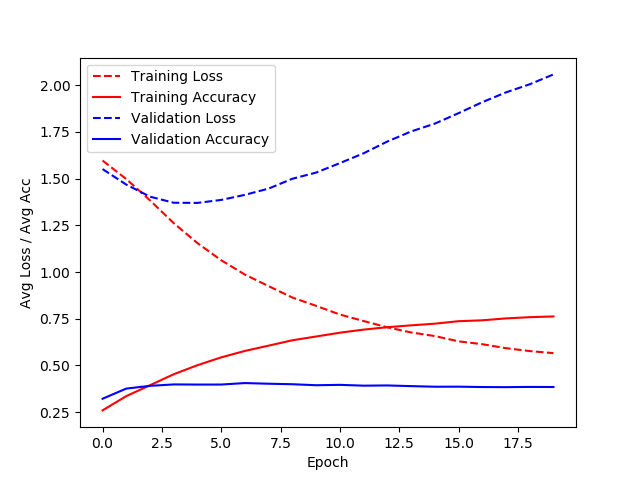 Training Loss
Training Accuracy
Validation Loss
Validation Accuracy
Avg Loss / Avg Acc
2.00
1.75
1.50
1.25
1.00
0.75
0.50
0.25
0.0 2.5 5.0 7.5 10.0 12.5 15.0 17.5
Epoch